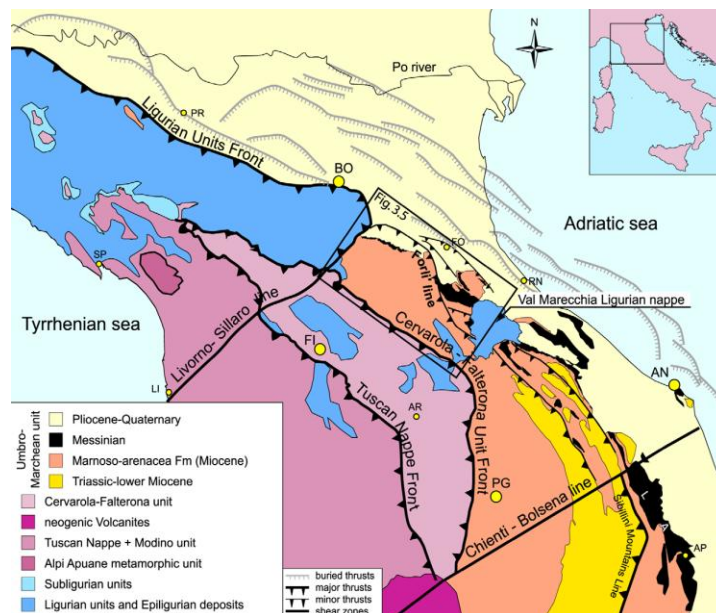 N
Po river
PR
Ligurian Units Front
BO
Adriatic sea
Fig. 3.5
FO
SP
Forli' line
RN
Val Marecchia Ligurian nappe
Tyrrhenian sea
Livorno- Sillaro line
FI
Cervarola - Falterona Unit Front
AN
LI
AR
Tuscan Nappe Front
PG
Chienti - Bolsena line
L
A
Sibillini Mountains Line
AP
Umbro-
Marchean unit
Pliocene-Quaternary
Messinian
Marnoso-arenacea Fm (Miocene)
Triassic-lower Miocene
Cervarola-Falterona unit
neogenic Volcanites
Tuscan Nappe + Modino unit
Alpi Apuane metamorphic unit
Subligurian units
Ligurian units and Epiligurian deposits
buried thrusts
major thrusts
minor thrusts
shear zones